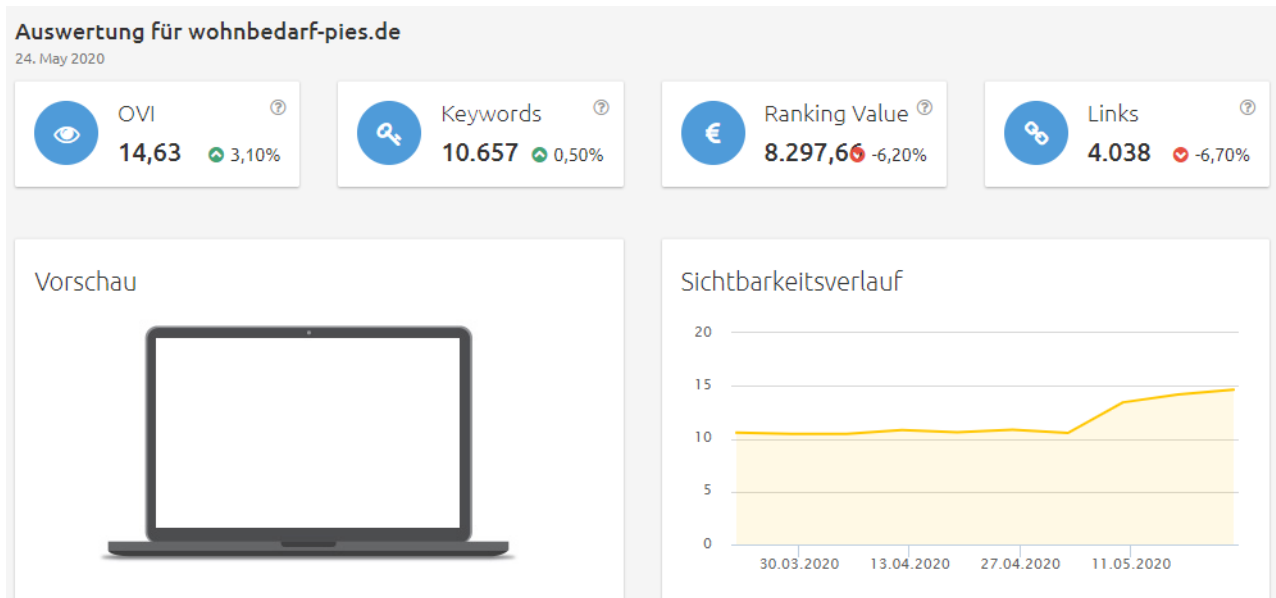 Auswertung für wohnbedarf-pies.de
24. May 2020
OVI
14,63 3,10%
Keywords
10.657 0,50%
Ranking Value
8.297,66 -6,20%
Links
4.038 -6,70%
Vorschau
Sichtbarkeitsverlauf
20
15
10
5
0
30.03.2020 13.04.2020 27.04.2020 11.05.2020